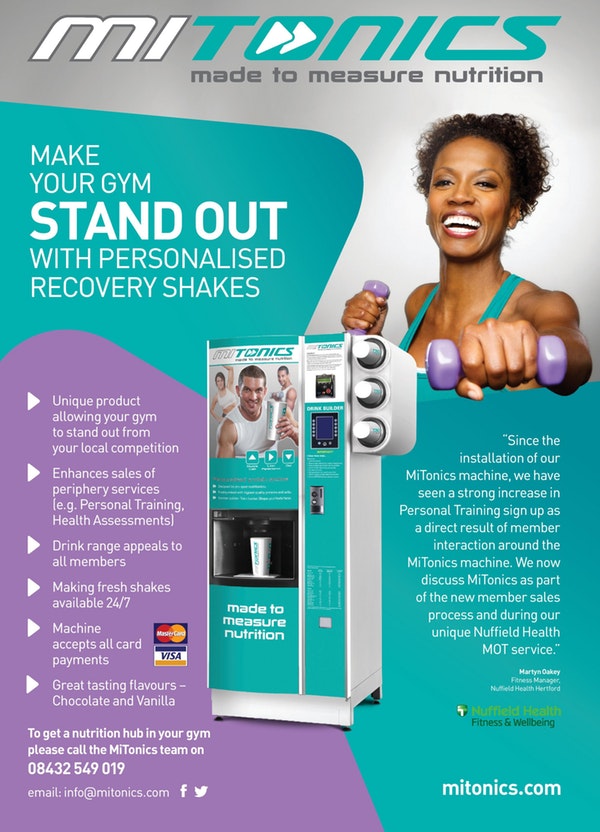 MITONICS
made to measure nutrition
MAKE
YOUR GYM
STAND OUT
WITH PERSONALISED
RECOVERY SHAKES
Unique product
allowing your gym
to stand out from
your local competition
Enhances sales of
periphery services
(e.g. Personal Training,
Health Assessments)
Drink range appeals to
all members
Making fresh shakes
available 24/7
Machine
accepts all card
payments
MasterCard
VISA
Great tasting flavours –
Chocolate and Vanilla
To get a nutrition hub in your gym
please call the MiTonics team on
08432 549 019
email: info@mitonics.com
MITONICS
made to measure nutrition
MITONICS
DRINK BUILDER
made to
measure
nutrition
“Since the
installation of our
MiTonics machine, we have
seen a strong increase in
Personal Training sign up as
a direct result of member
interaction around the
MiTonics machine. We now
discuss MiTonics as part
of the new member sales
process and during our
unique Nuffield Health
MOT service.”
Martyn Oakey
Fitness Manager,
Nuffield Health Hertford
Nuffield Health
Fitness & Wellbeing
mitonics.com